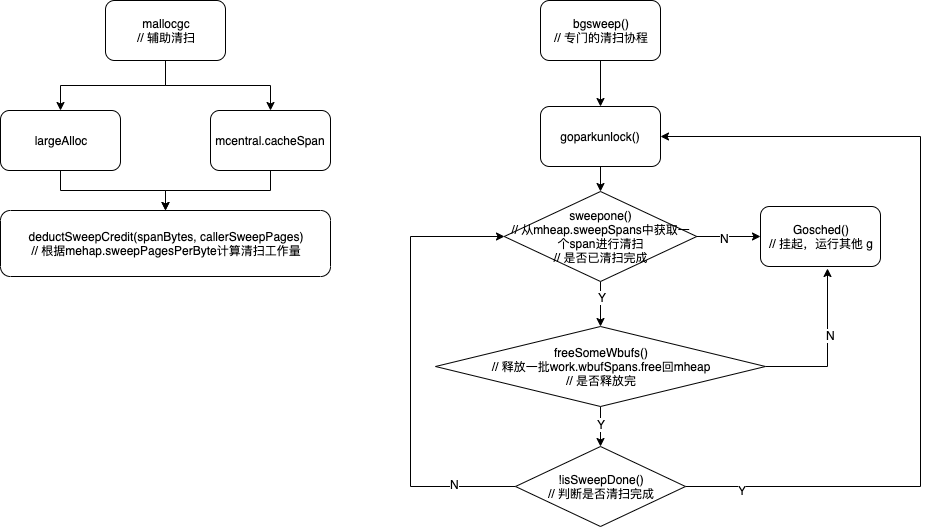 mallocgc
// 辅助清扫
largeAlloc
mcentral.cacheSpan
deductSweepCredit(spanBytes, callerSweepPages)
// 根据mehap.sweepPagesPerByte计算清扫工作量
bgsweep()
// 专门的清扫协程
goparkunlock()
sweepone()
// 从mheap.sweepSpans中获取一
个span进行清扫
// 是否已清扫完成
N
Gosched()
// 挂起，运行其他 g
Y
N
freeSomeWbufs()
// 释放一批work.wbufSpans.free回mheap
// 是否释放完
Y
!isSweepDone()
// 判断是否清扫完成
N
Y